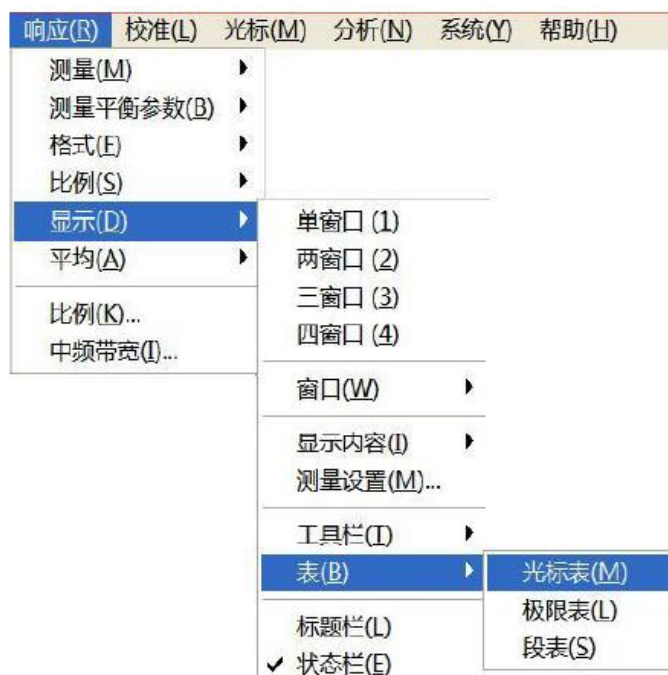 响应(R) 校准(L) 光标(M) 分析(N) 系统(Y) 帮助(H)
测量(M)
测量平衡参数(B)
格式(F)
比例(S)
显示(D)
平均(A)
比例(K)...
中频带宽(I)...
单窗口 (1)
两窗口 (2)
三窗口 (3)
四窗口 (4)
窗口(W)
显示内容(I)
测量设置(M)...
工具栏(T)
表(B)
标题栏(L)
状态栏(E)
光标表(M)
极限表(L)
段表(S)